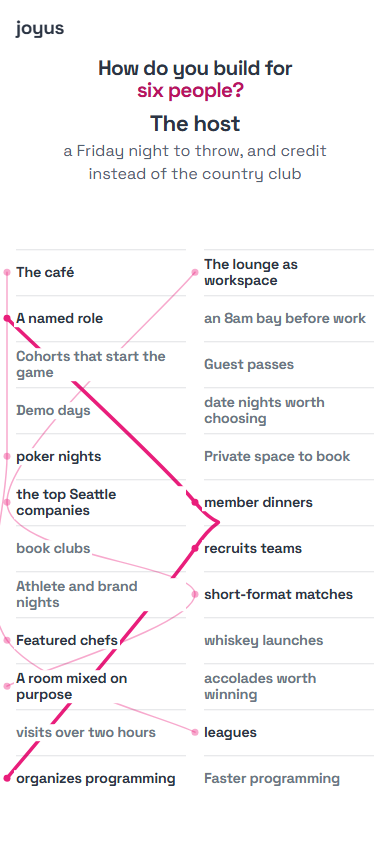 joyus
How do you build for
six people?
The host
a Friday night to throw, and credit
instead of the country club
The café
A named role
Cohorts that start the
game
Demo days
poker nights
the top Seattle
companies
book clubs
Athlete and brand
nights
Featured chefs
A room mixed on
purpose
visits over two hours
organizes programming
The lounge as
workspace
an 8am bay before work
Guest passes
date nights worth
choosing
Private space to book
member dinners
recruits teams
short-format matches
whiskey launches
accolades worth
winning
leagues
Faster programming